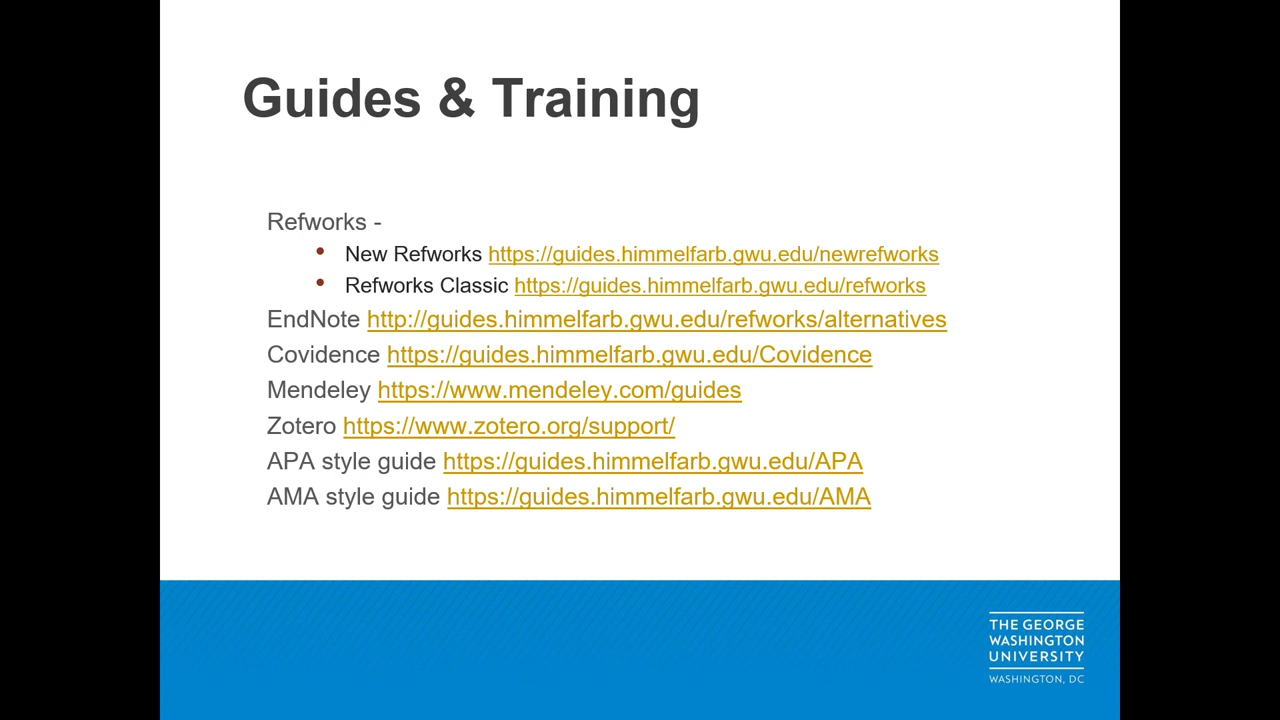 Guides & Training
Refworks -
• New Refworks https://guides.himmelfarb.gwu.edu/newrefworks
• Refworks Classic https://guides.himmelfarb.gwu.edu/refworks
EndNote http://guides.himmelfarb.gwu.edu/refworks/alternatives
Covidence https://guides.himmelfarb.gwu.edu/Covidence
Mendeley https://www.mendeley.com/guides
Zotero https://www.zotero.org/support/
APA style guide https://guides.himmelfarb.gwu.edu/APA
AMA style guide https://guides.himmelfarb.gwu.edu/AMA
THE GEORGE
WASHINGTON
UNIVERSITY
WASHINGTON, DC